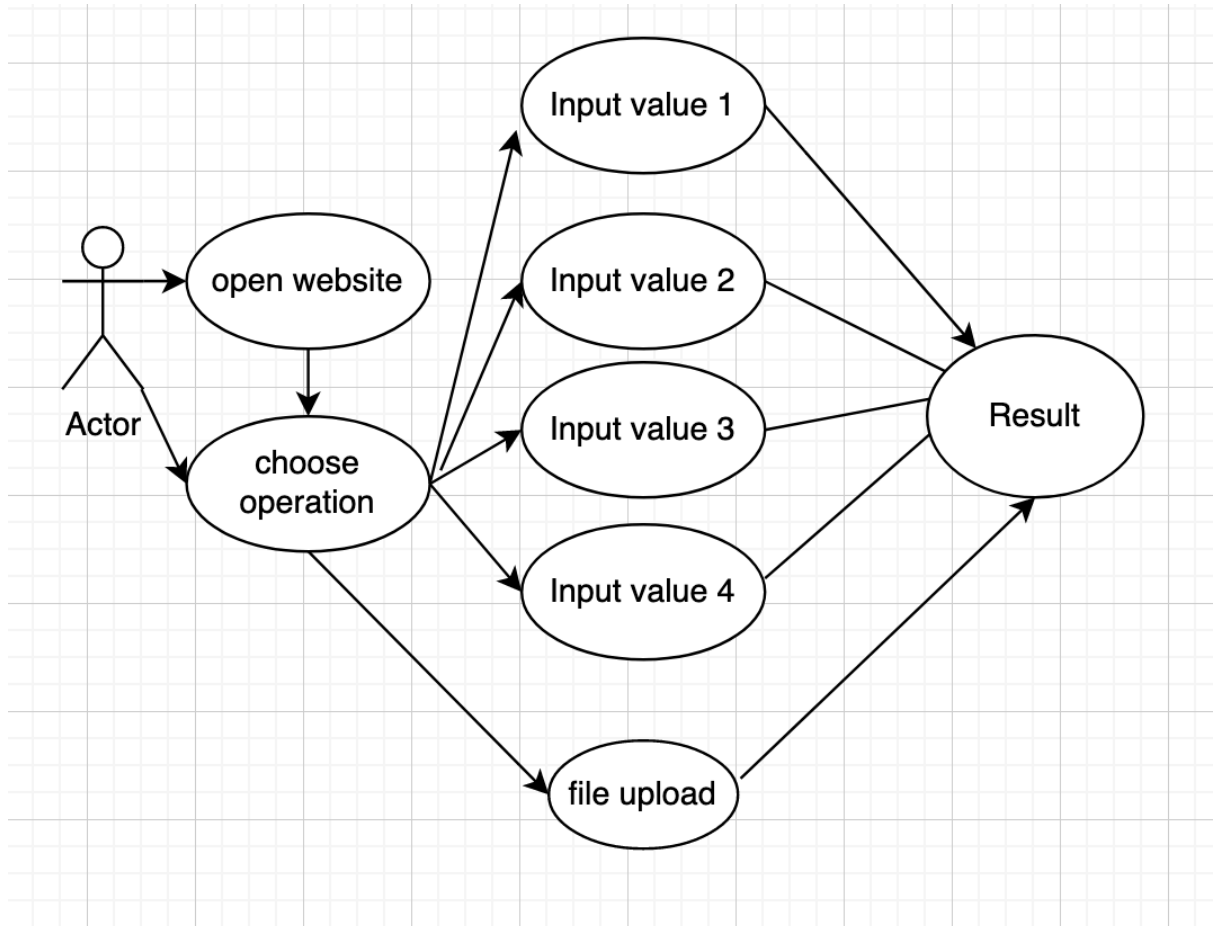 Input value 1
open website
Input value 2
Actor
choose
operation
Input value 3
Result
Input value 4
file upload